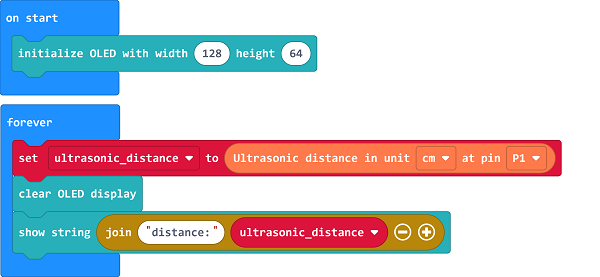 on start
initialize OLED with width 128 height 64
forever
set ultrasonic_distance to Ultrasonic distance in unit cm at pin P1
clear OLED display
show string join "distance:" ultrasonic_distance